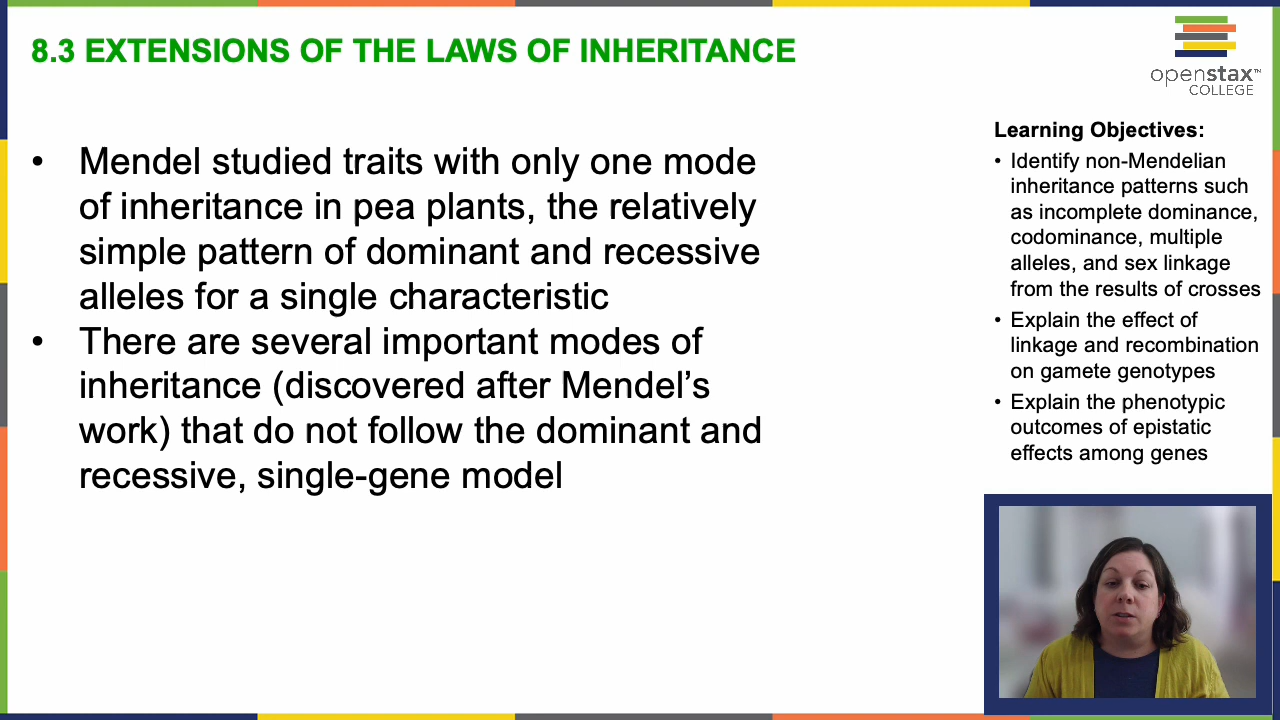 8.3 EXTENSIONS OF THE LAWS OF INHERITANCE
openstax™
COLLEGE
• Mendel studied traits with only one mode
of inheritance in pea plants, the relatively
simple pattern of dominant and recessive
alleles for a single characteristic
• There are several important modes of
inheritance (discovered after Mendel’s
work) that do not follow the dominant and
recessive, single-gene model
Learning Objectives:
• Identify non-Mendelian
inheritance patterns such
as incomplete dominance,
codominance, multiple
alleles, and sex linkage
from the results of crosses
• Explain the effect of
linkage and recombination
on gamete genotypes
• Explain the phenotypic
outcomes of epistatic
effects among genes